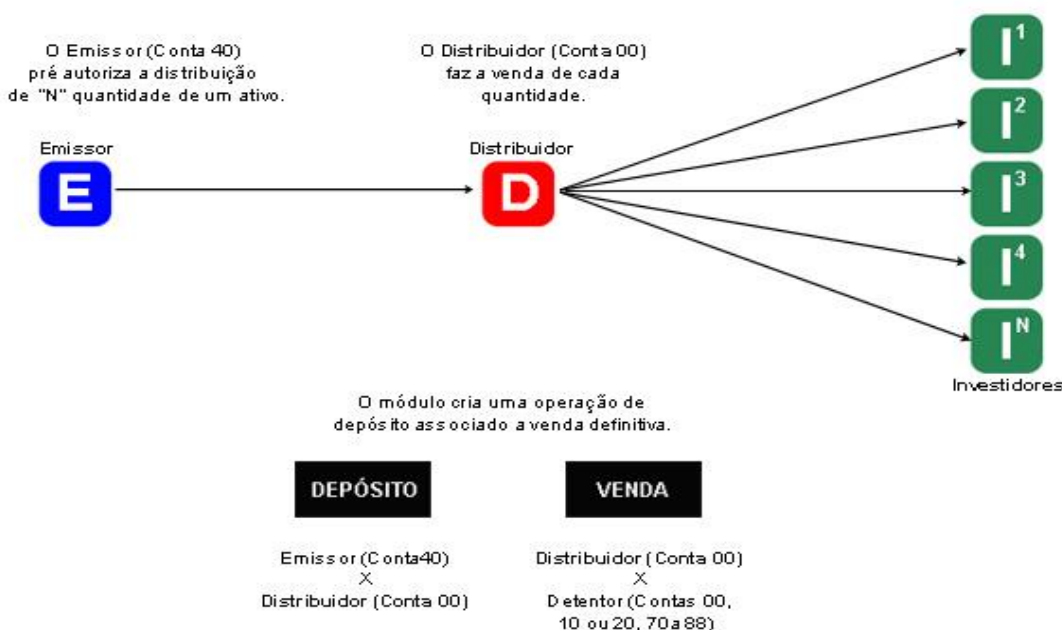 O Emissor (Conta 40)
pré autoriza a distribuição
de "N" quantidade de um ativo.
O Distribuidor (Conta 00)
faz a venda de cada
quantidade.
Emissor
E
Distribuidor
D
I1
I2
I3
I4
IN
Investidores
O módulo cria uma operação de
depósito associado a venda definitiva.
DEPÓSITO
Emissor (Conta40)
X
Distribuidor (Conta 00)
VENDA
Distribuidor (Conta 00)
X
Detentor (Contas 00,
10 ou 20, 70 a 88)